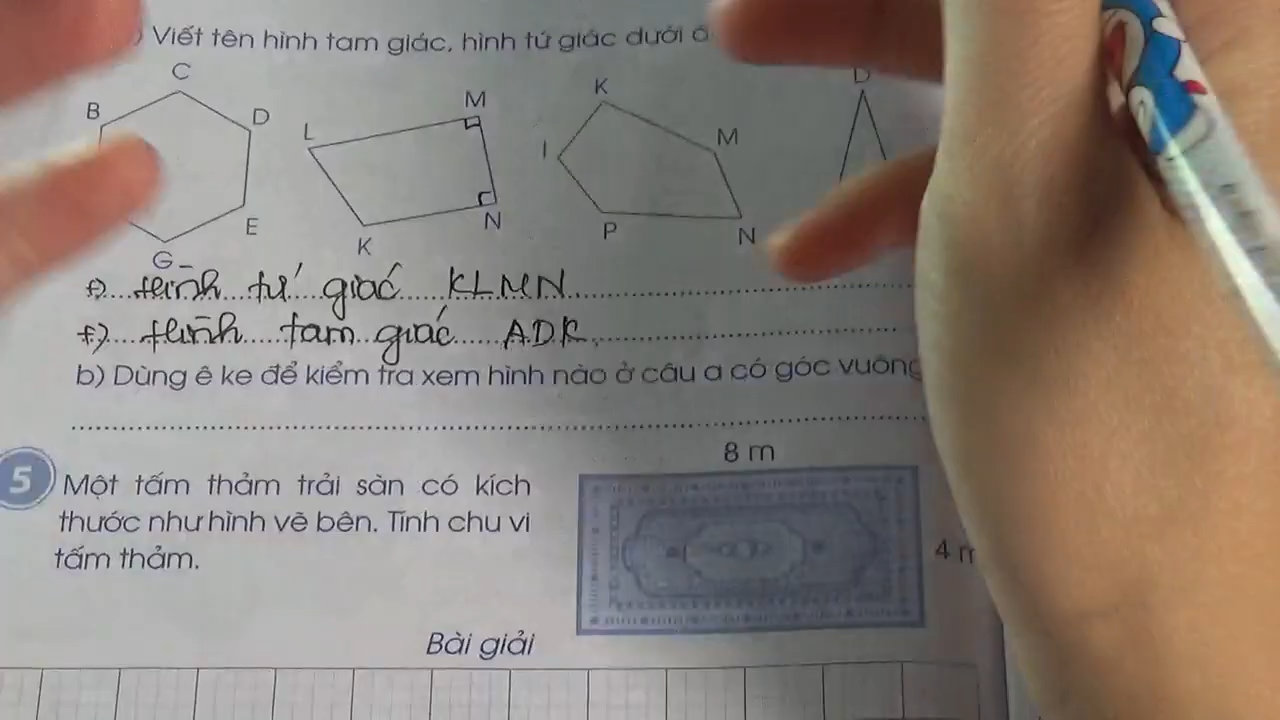 ) Viết tên hình tam giác, hình tứ giác dưới
C
B
D
L
M
K
I
M
D
E
K
N
P
N
G
+) Hình tứ giác KLMN
+) Hình tam giác ADK
b) Dùng ê ke để kiểm tra xem hình nào ở câu a có góc vuông
8 m
5 Một tấm thảm trải sàn có kích
thước như hình vẽ bên. Tính chu vi
tấm thảm.
4 m
Bài giải